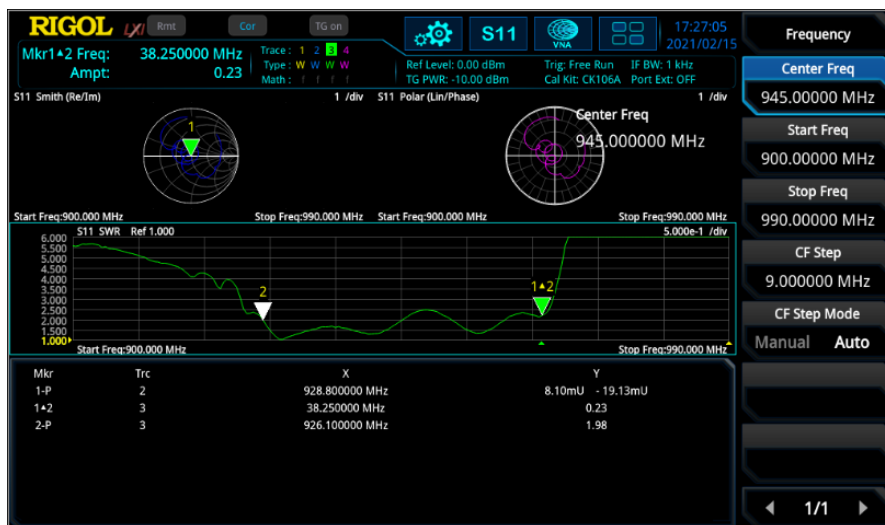 RIGOL LXI Rmt Cor TG on S11 VNA 17:27:05
2021/02/15
Mkr1▲2 Freq: 38.250000 MHz
Ampt: 0.23
Trace: 1 2 3 4
Type: W W W W
Math: f f f f
Ref Level: 0.00 dBm Trig: Free Run IF BW: 1 kHz
TG PWR: -10.00 dBm Cal Kit: CK106A Port Ext: OFF
S11 Smith (Re/Im) 1 /div
1
Start Freq:900.000 MHz Stop Freq:990.000 MHz
S11 Polar (Lin/Phase) 1 /div
Center Freq
945.000000 MHz
Start Freq:900.000 MHz Stop Freq:990.000 MHz
S11 SWR Ref 1.000 5.000e-1 /div
6.000
5.500
5.000
4.500
4.000
3.500
3.000
2.500
2.000
1.500
1.000
2
1▲2
Start Freq:900.000 MHz Stop Freq:990.000 MHz
Mkr Trc X Y
1-P 2 928.800000 MHz 8.10mU - 19.13mU
1▲2 3 38.250000 MHz 0.23
2-P 3 926.100000 MHz 1.98
Frequency
Center Freq
945.00000 MHz
Start Freq
900.00000 MHz
Stop Freq
990.00000 MHz
CF Step
9.000000 MHz
CF Step Mode
Manual Auto
1/1